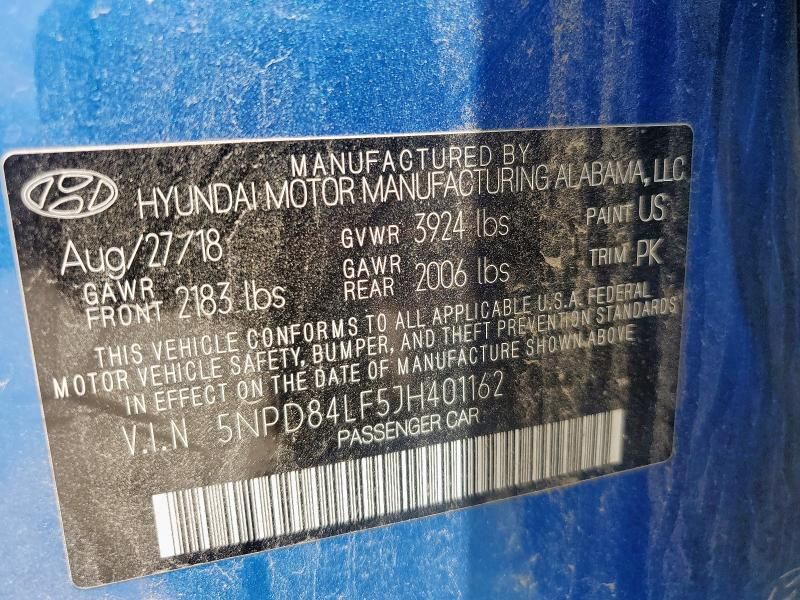 MANUFACTURED BY
HYUNDAI MOTOR MANUFACTURING ALABAMA, LLC
Aug/27/18 GVWR 3924 lbs PAINT US
GAWR FRONT 2183 lbs GAWR REAR 2006 lbs TRIM PK
THIS VEHICLE CONFORMS TO ALL APPLICABLE U.S.A. FEDERAL
MOTOR VEHICLE SAFETY, BUMPER, AND THEFT PREVENTION STANDARDS
IN EFFECT ON THE DATE OF MANUFACTURE SHOWN ABOVE
V.I.N 5NPD84LF5JH401162
PASSENGER CAR